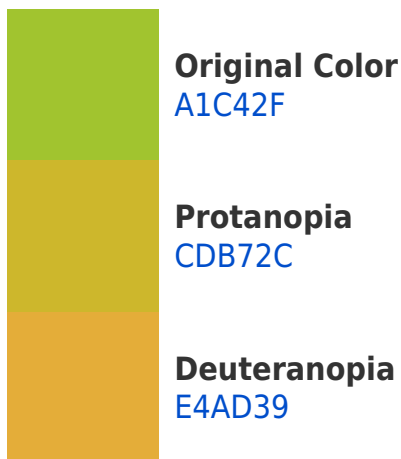 Original Color
A1C42F
Protanopia
CDB72C
Deuteranopia
E4AD39